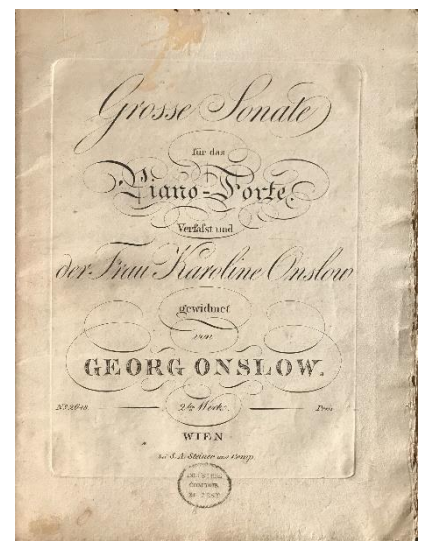 Grosse Sonate
für das
Piano-Forte.
Verfasst und
der Frau Karoline Onslow
gewidmet
von
GEORG ONSLOW.
2tes Werk.
Preis
WIEN
bei S. A. Steiner und Comp.